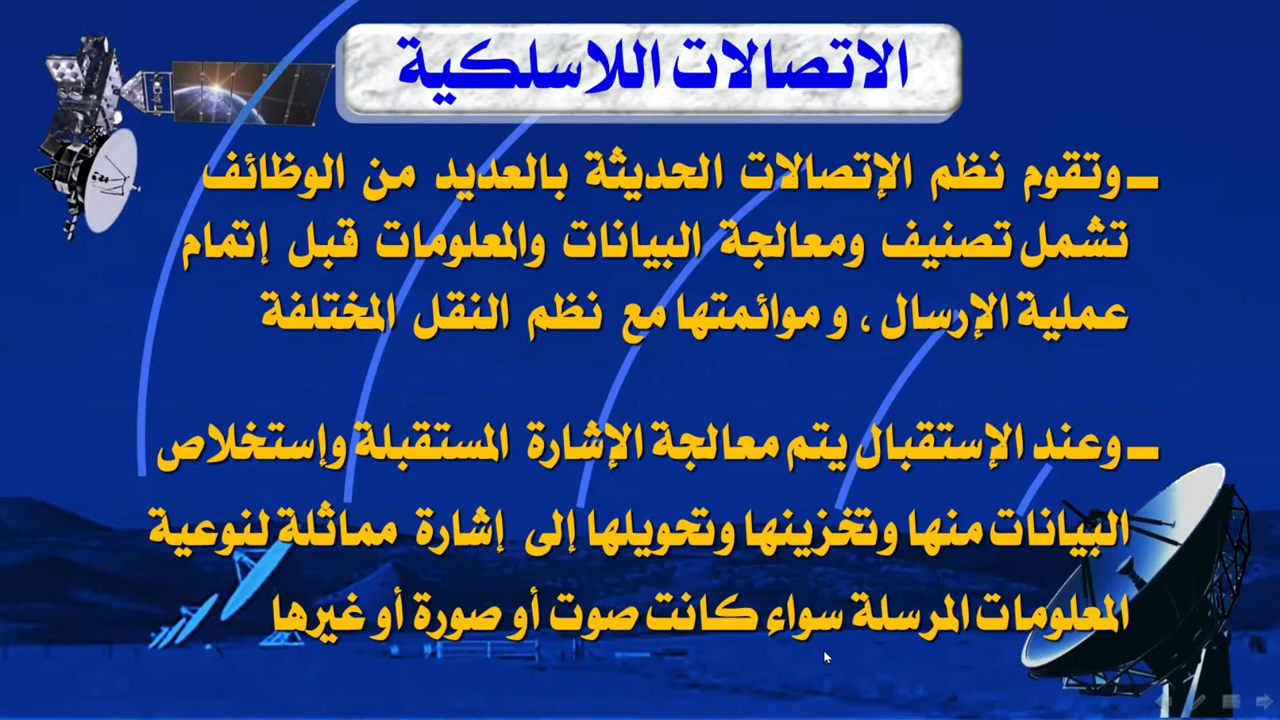 الاتصالات اللاسلكية
ـ وتقوم نظم الإتصالات الحديثة بالعديد من الوظائف
تشمل تصنيف ومعالجة البيانات والمعلومات قبل إتمام
عملية الإرسال ، و موائمتها مع نظم النقل المختلفة
ـ وعند الإستقبال يتم معالجة الإشارة المستقبلة وإستخلاص
البيانات منها وتخزينها وتحويلها إلى إشارة مماثلة لنوعية
المعلومات المرسلة سواء كانت صوت أو صورة أو غيرها